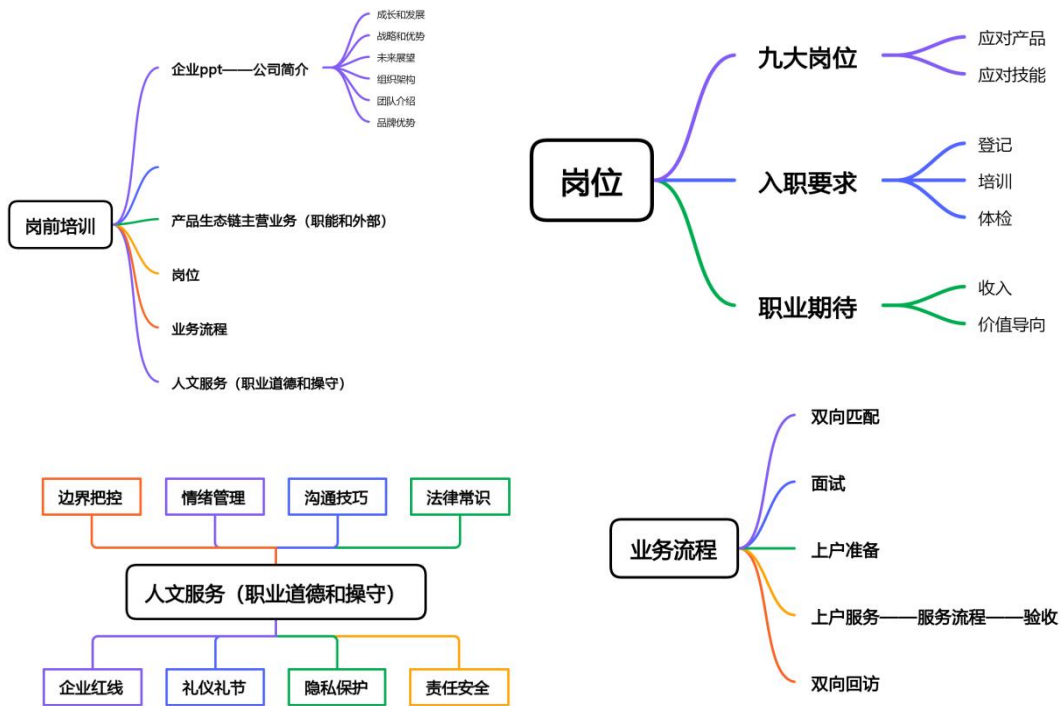 岗前培训
企业ppt——公司简介
成长和发展
战略和优势
未来展望
组织架构
团队介绍
品牌优势
产品生态链主营业务（职能和外部）
岗位
业务流程
人文服务（职业道德和操守）
岗位
九大岗位
应对产品
应对技能
入职要求
登记
培训
体检
职业期待
收入
价值导向
边界把控
情绪管理
沟通技巧
法律常识
人文服务（职业道德和操守）
企业红线
礼仪礼节
隐私保护
责任安全
业务流程
双向匹配
面试
上户准备
上户服务——服务流程——验收
双向回访